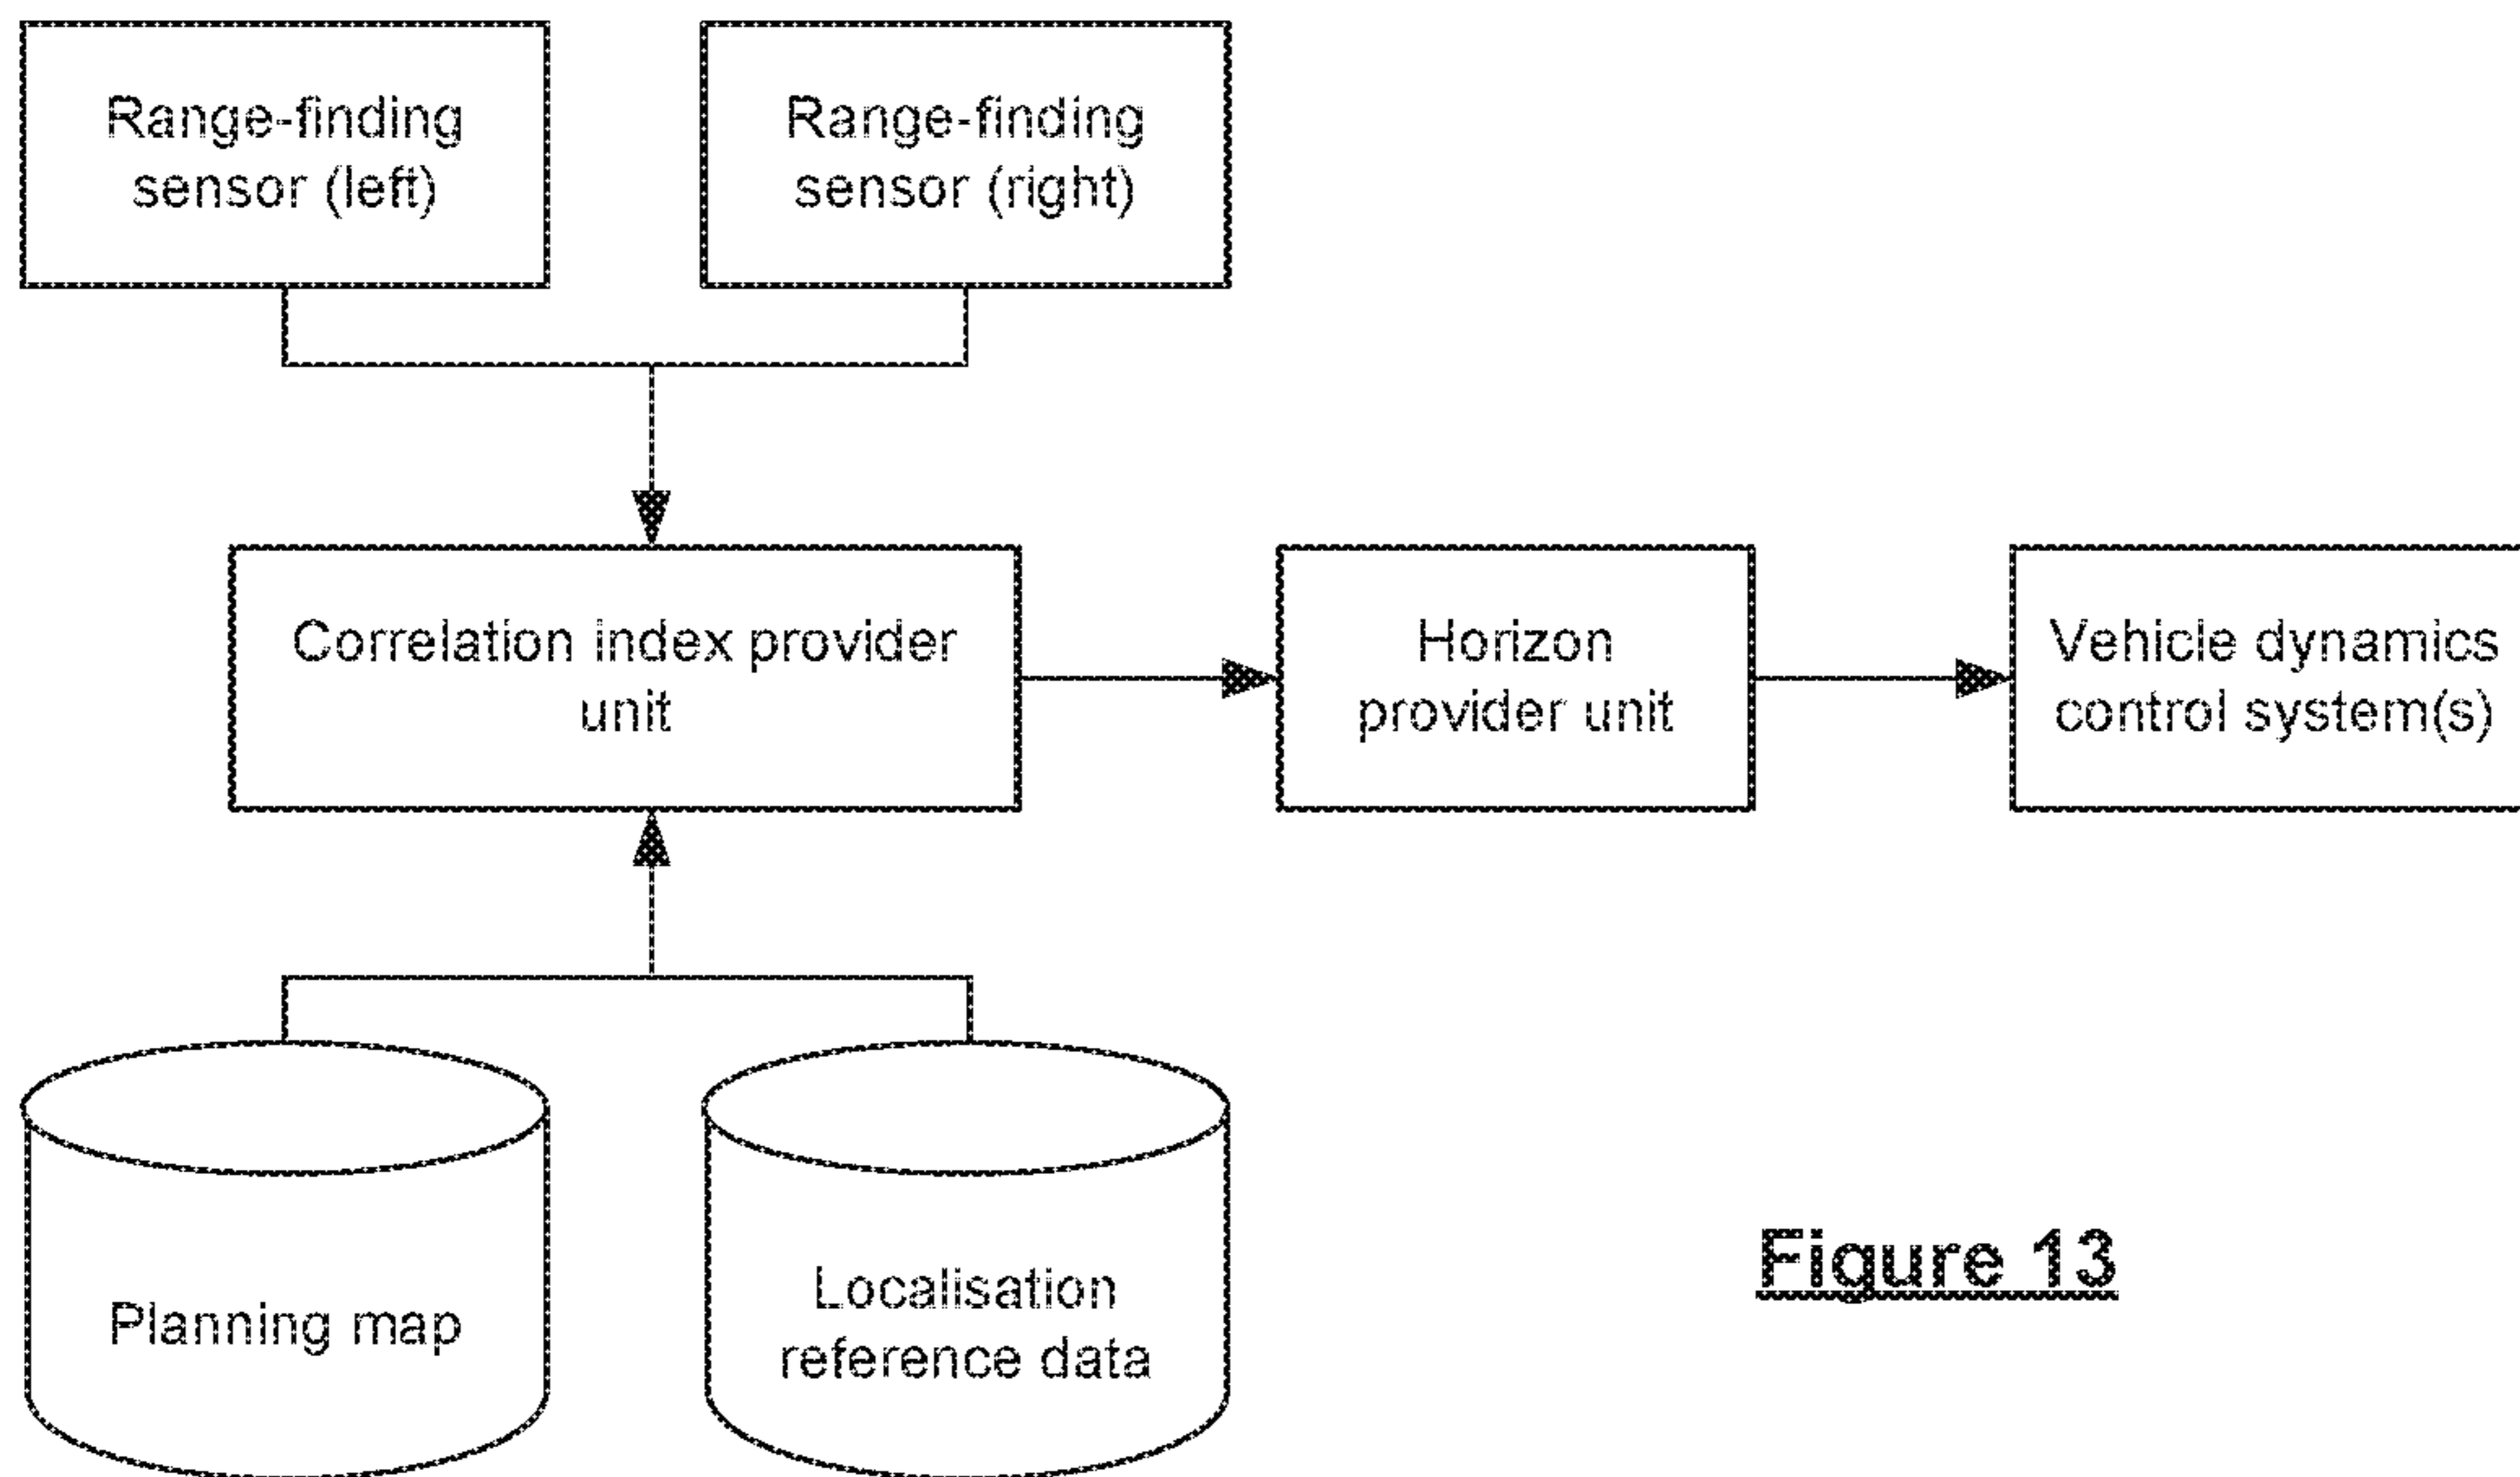 Range-finding
sensor (left)
Range-finding
sensor (right)
Correlation index provider
unit
Horizon
provider unit
Vehicle dynamics
control system(s)
Planning map
Localisation
reference data
Figure 13